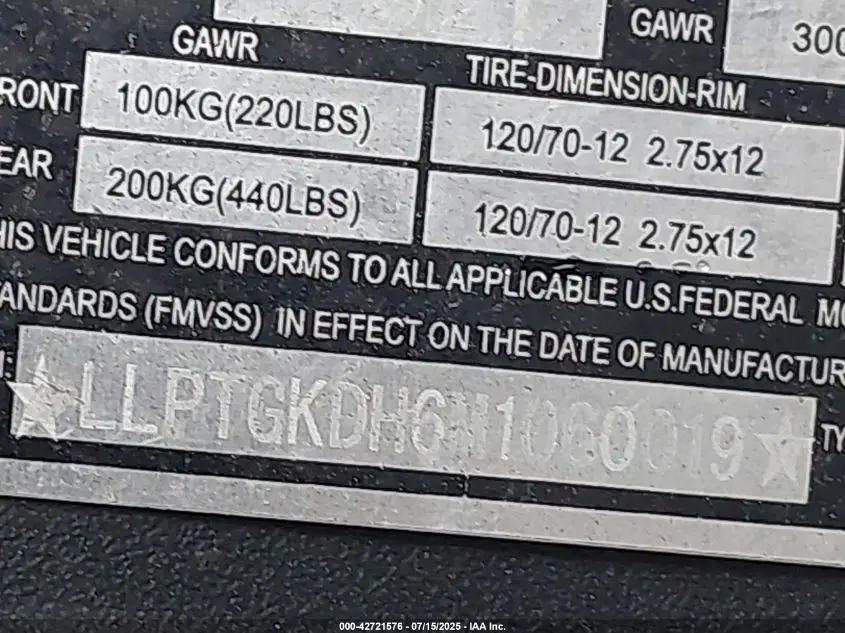 GAWR 300
GAWR TIRE-DIMENSION-RIM
RONT 100KG(220LBS) 120/70-12 2.75x12
EAR 200KG(440LBS) 120/70-12 2.75x12
HIS VEHICLE CONFORMS TO ALL APPLICABLE U.S.FEDERAL MO
ANDARDS (FMVSS) IN EFFECT ON THE DATE OF MANUFACTUR
: ★LLPTGKDH6M1060019★ TY
000-42721576 - 07/15/2025 - IAA Inc.